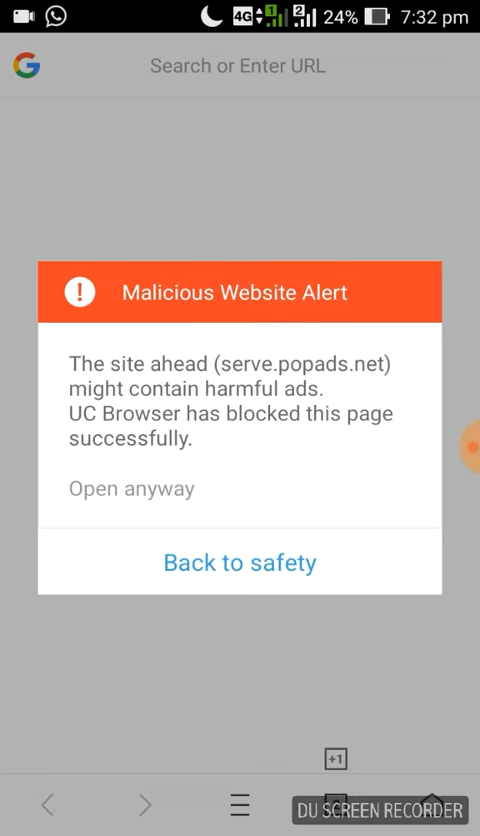 4G 1 2 24% 7:32 pm
G Search or Enter URL
! Malicious Website Alert
The site ahead (serve.popads.net)
might contain harmful ads.
UC Browser has blocked this page
successfully.
Open anyway
Back to safety
+1
DU SCREEN RECORDER